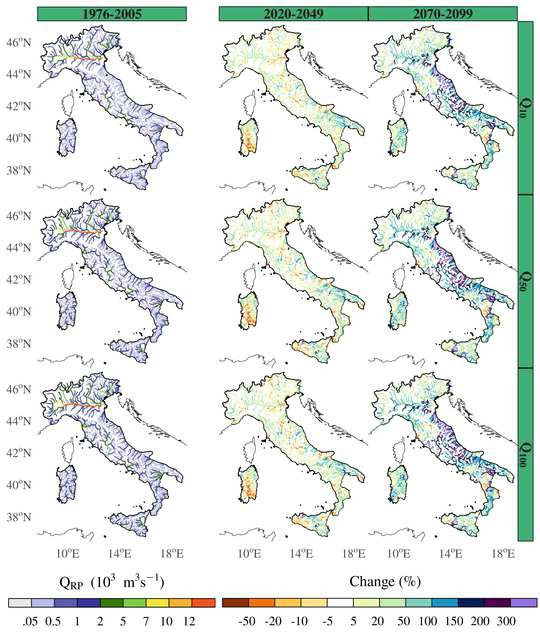 1976-2005 2020-2049 2070-2099
46°N
44°N
42°N
40°N
38°N
Q10
46°N
44°N
42°N
40°N
38°N
Q50
46°N
44°N
42°N
40°N
38°N
Q100
10°E 14°E 18°E 10°E 14°E 18°E 10°E 14°E 18°E
QRP (10³ m³s⁻¹) Change (%)
.05 0.5 1 2 5 7 10 12 -50 -20 -10 -5 5 20 50 100 150 200 300